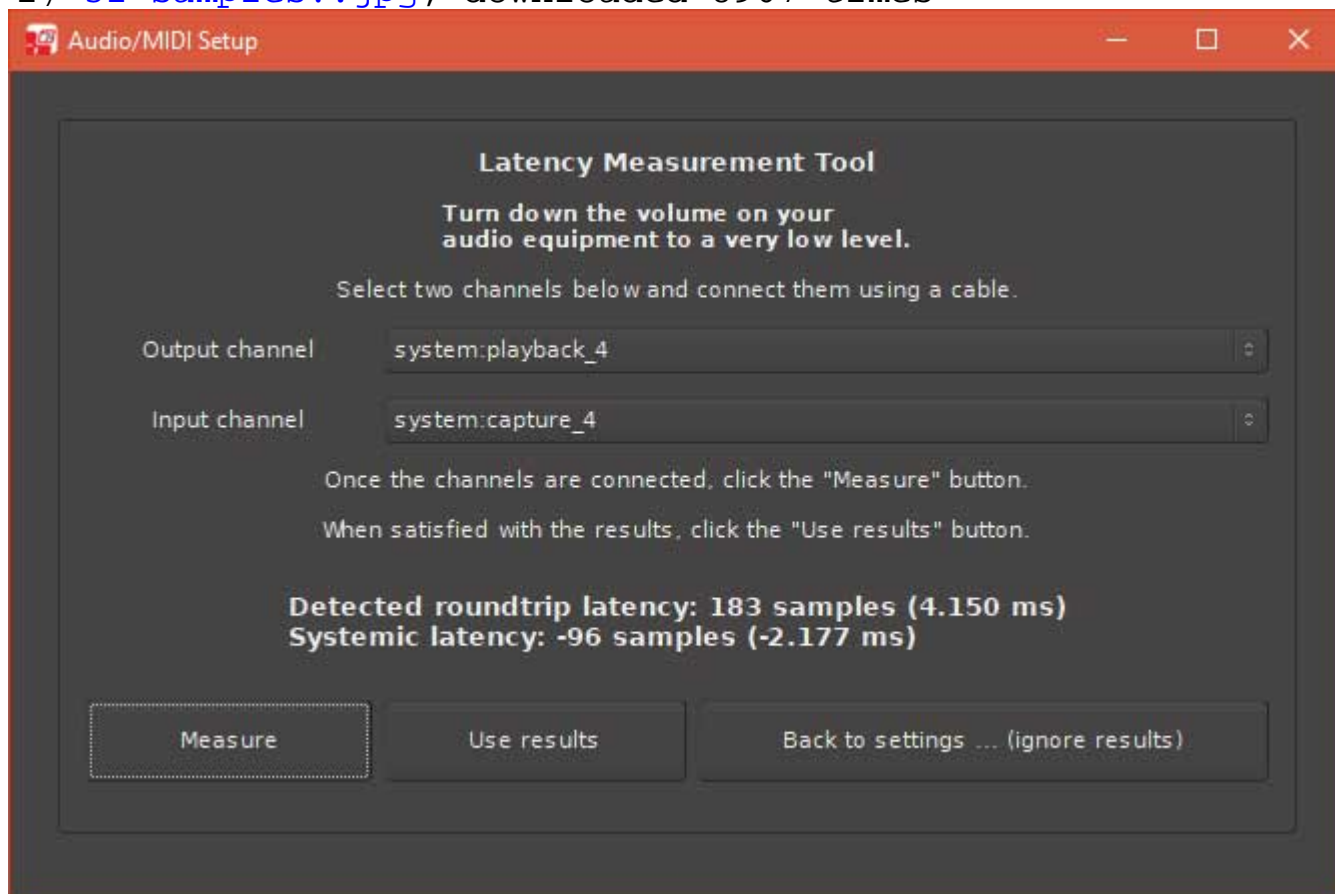 Audio/MIDI Setup
Latency Measurement Tool
Turn down the volume on your
audio equipment to a very low level.
Select two channels below and connect them using a cable.
Output channel system:playback_4
Input channel system:capture_4
Once the channels are connected, click the "Measure" button.
When satisfied with the results, click the "Use results" button.
Detected roundtrip latency: 183 samples (4.150 ms)
Systemic latency: -96 samples (-2.177 ms)
Measure Use results Back to settings ... (ignore results)